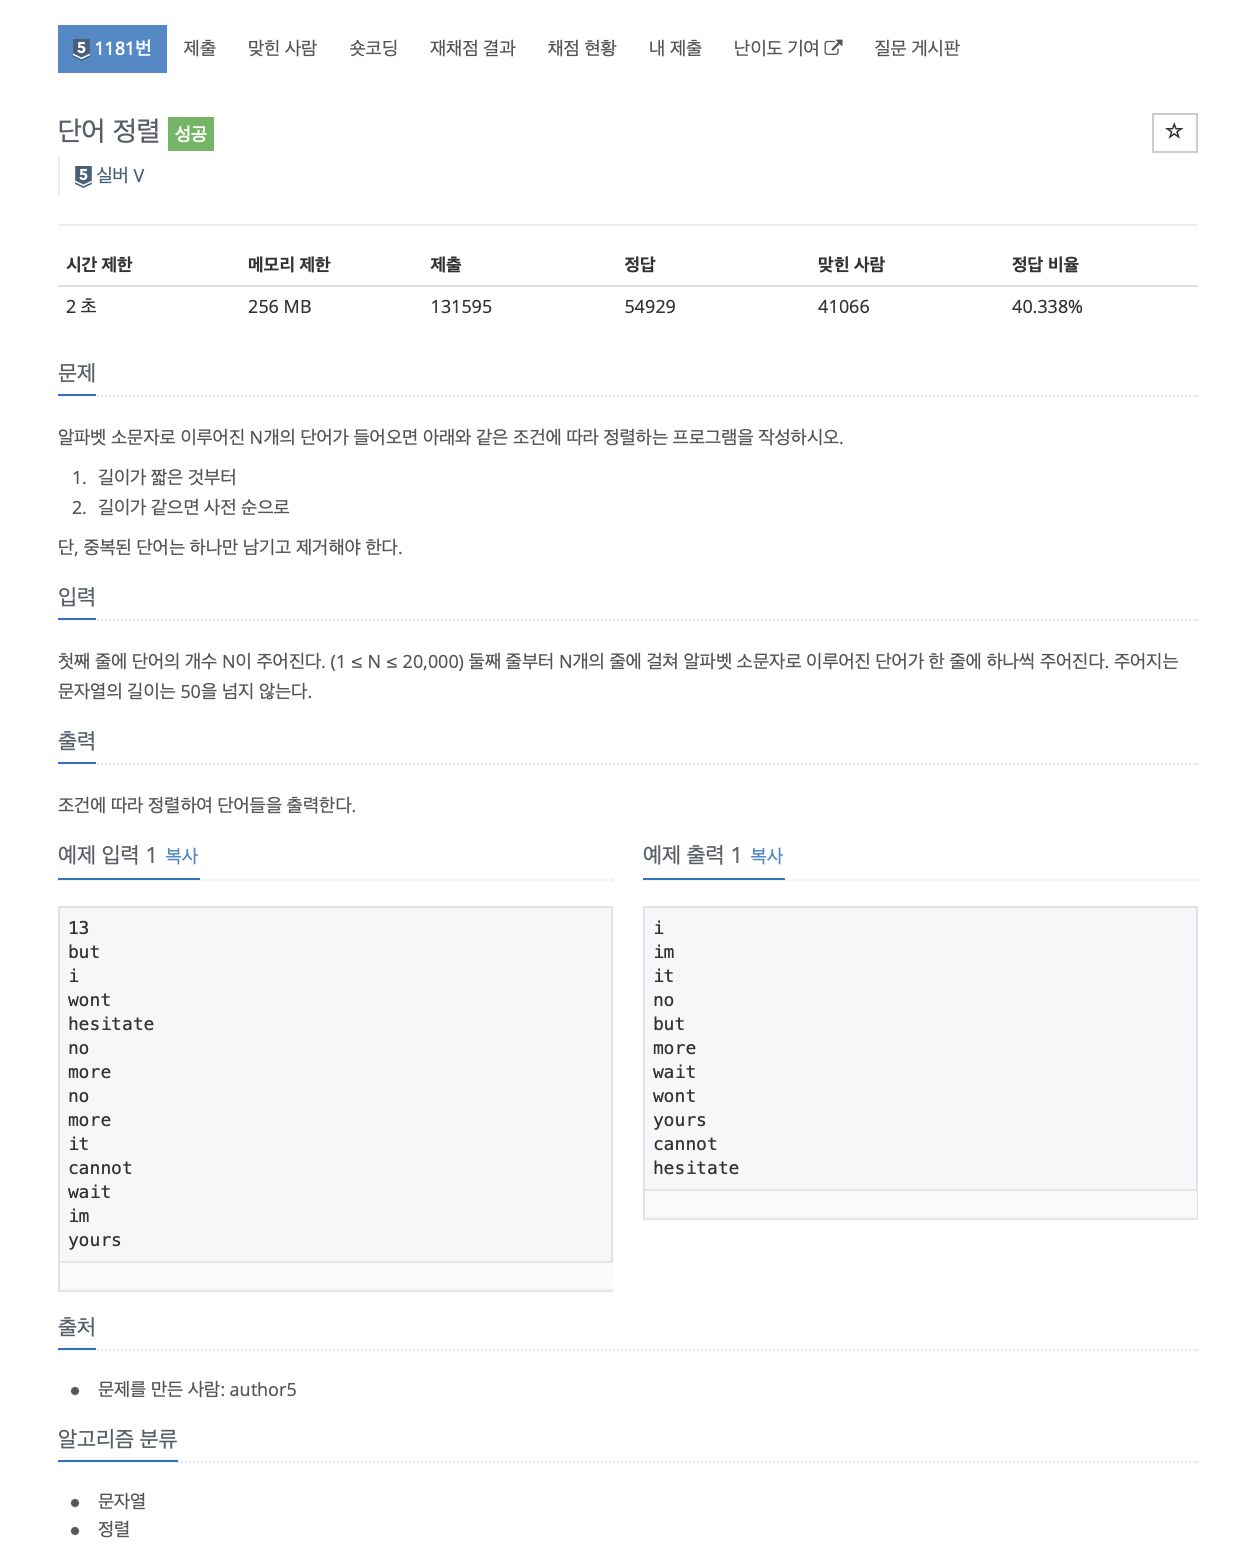 5 1181번 제출 맞힌 사람 숏코딩 재채점 결과 채점 현황 내 제출 난이도 기여 질문 게시판
단어 정렬 성공
5 실버 V
시간 제한 메모리 제한 제출 정답 맞힌 사람 정답 비율
2 초 256 MB 131595 54929 41066 40.338%
문제
알파벳 소문자로 이루어진 N개의 단어가 들어오면 아래와 같은 조건에 따라 정렬하는 프로그램을 작성하시오.
1. 길이가 짧은 것부터
2. 길이가 같으면 사전 순으로
단, 중복된 단어는 하나만 남기고 제거해야 한다.
입력
첫째 줄에 단어의 개수 N이 주어진다. (1 ≤ N ≤ 20,000) 둘째 줄부터 N개의 줄에 걸쳐 알파벳 소문자로 이루어진 단어가 한 줄에 하나씩 주어진다. 주어지는
문자열의 길이는 50을 넘지 않는다.
출력
조건에 따라 정렬하여 단어들을 출력한다.
예제 입력 1 복사
13
but
i
wont
hesitate
no
more
no
more
it
cannot
wait
im
yours
예제 출력 1 복사
i
im
it
no
but
more
wait
wont
yours
cannot
hesitate
출처
● 문제를 만든 사람: author5
알고리즘 분류
● 문자열
● 정렬